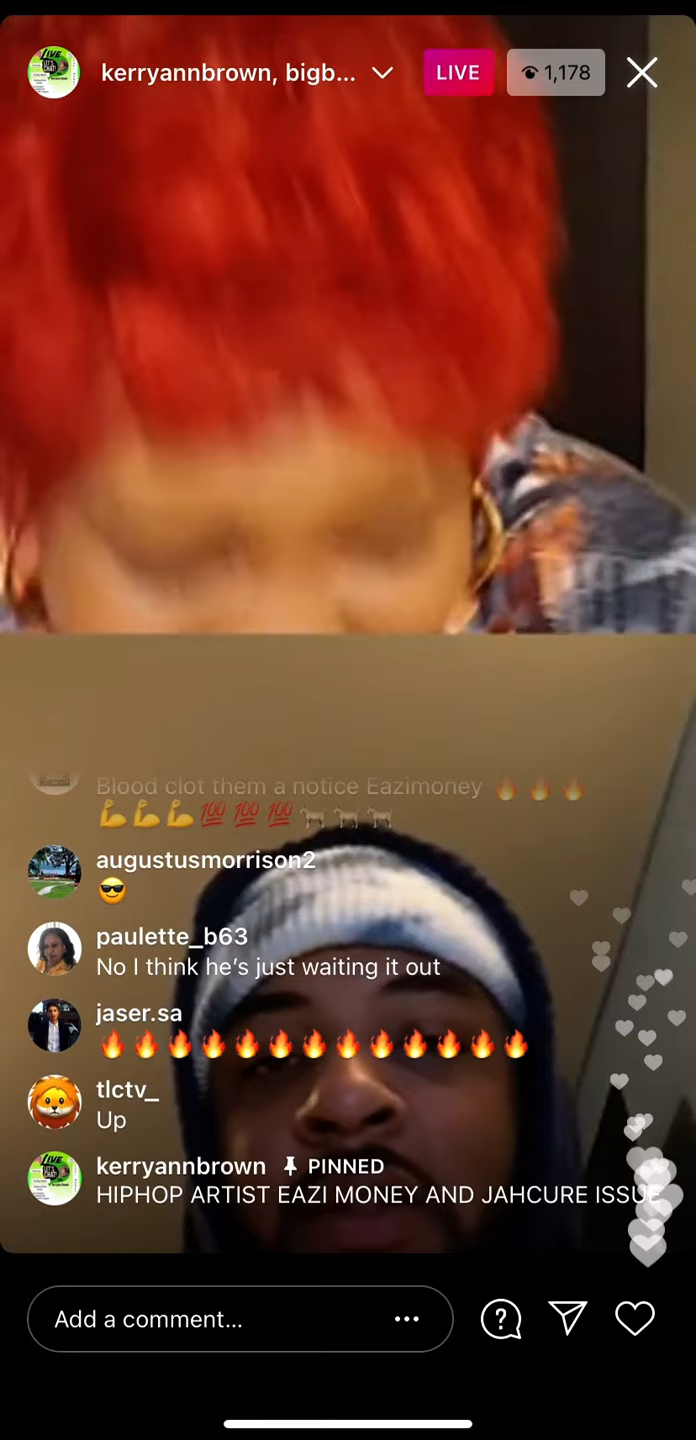 kerryannbrown, bigb...
LIVE
1,178
Blood clot them a notice Eazimoney 🔥🔥🔥
💪💪💪💯💯💯🐐🐐🐐
augustusmorrison2
😎
paulette_b63
No I think he’s just waiting it out
jaser.sa
🔥🔥🔥🔥🔥🔥🔥🔥🔥🔥🔥🔥🔥
tlctv_
Up
kerryannbrown PINNED
HIPHOP ARTIST EAZI MONEY AND JAHCURE ISSUE
Add a comment...